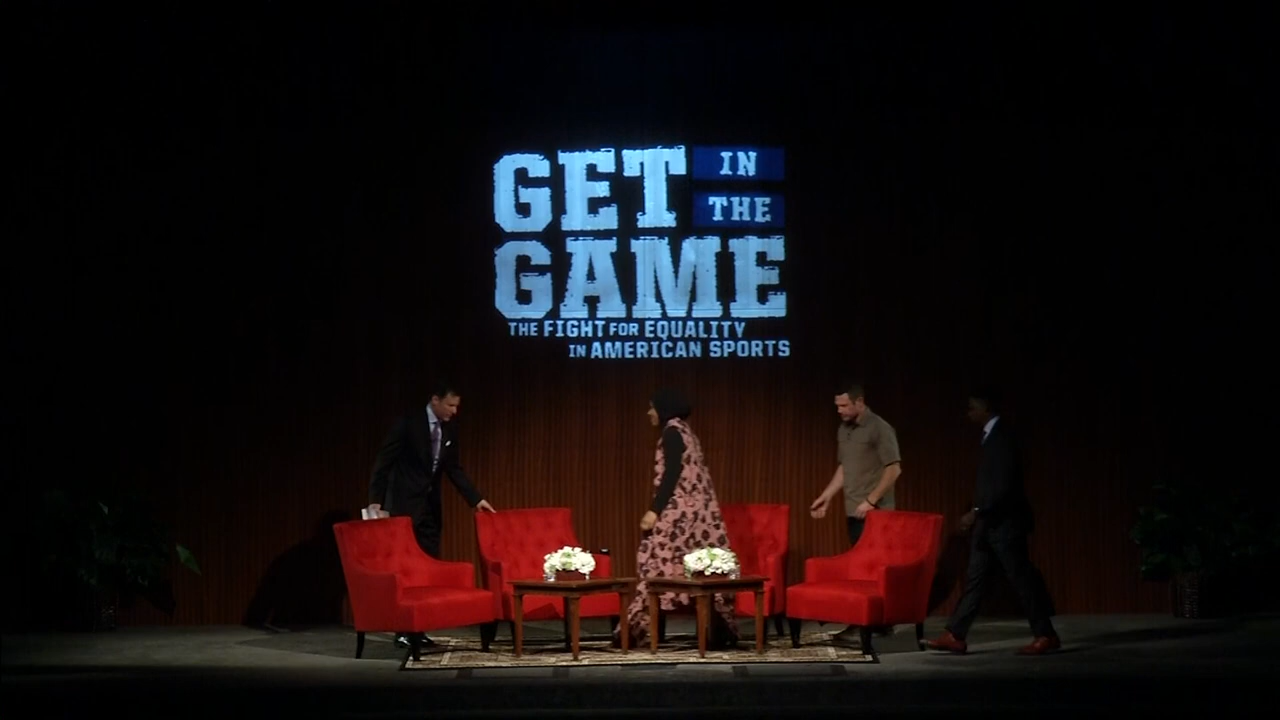 GET IN
THE
GAME
THE FIGHT FOR EQUALITY
IN AMERICAN SPORTS